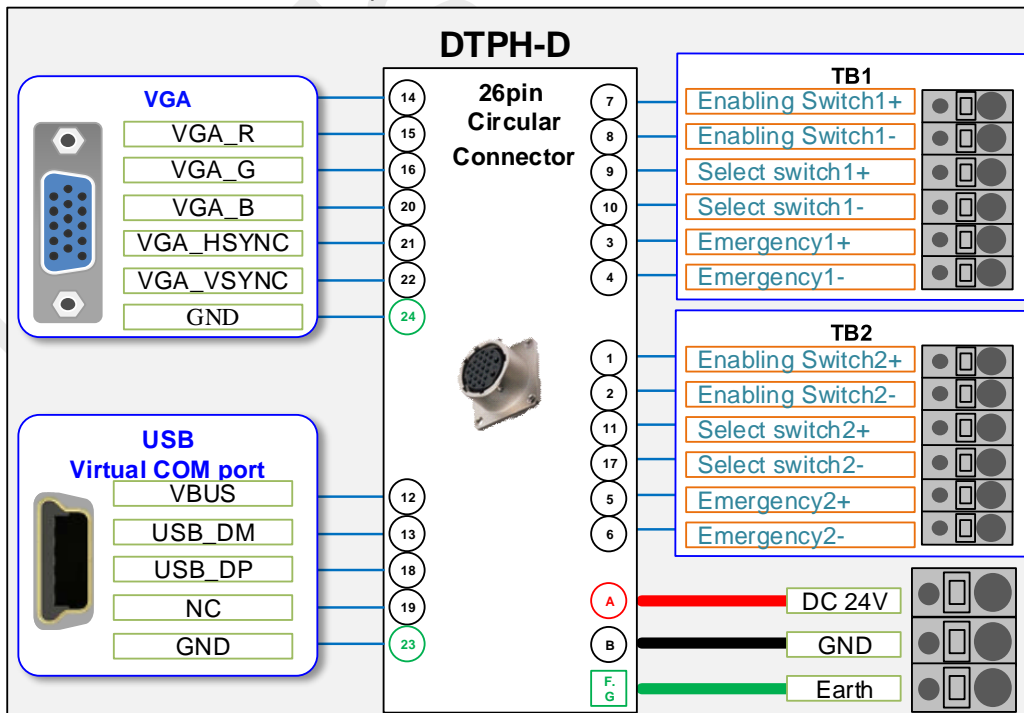 DTPH-D
26pin
Circular
Connector
VGA
14
VGA_R
15
VGA_G
16
VGA_B
20
VGA_HSYNC
21
VGA_VSYNC
22
GND
24
USB
Virtual COM port
VBUS
12
USB_DM
13
USB_DP
18
NC
19
GND
23
TB1
7
Enabling Switch1+
8
Enabling Switch1-
9
Select switch1+
10
Select switch1-
3
Emergency1+
4
Emergency1-
TB2
1
Enabling Switch2+
2
Enabling Switch2-
11
Select switch2+
17
Select switch2-
5
Emergency2+
6
Emergency2-
A
DC 24V
B
GND
F.
G
Earth